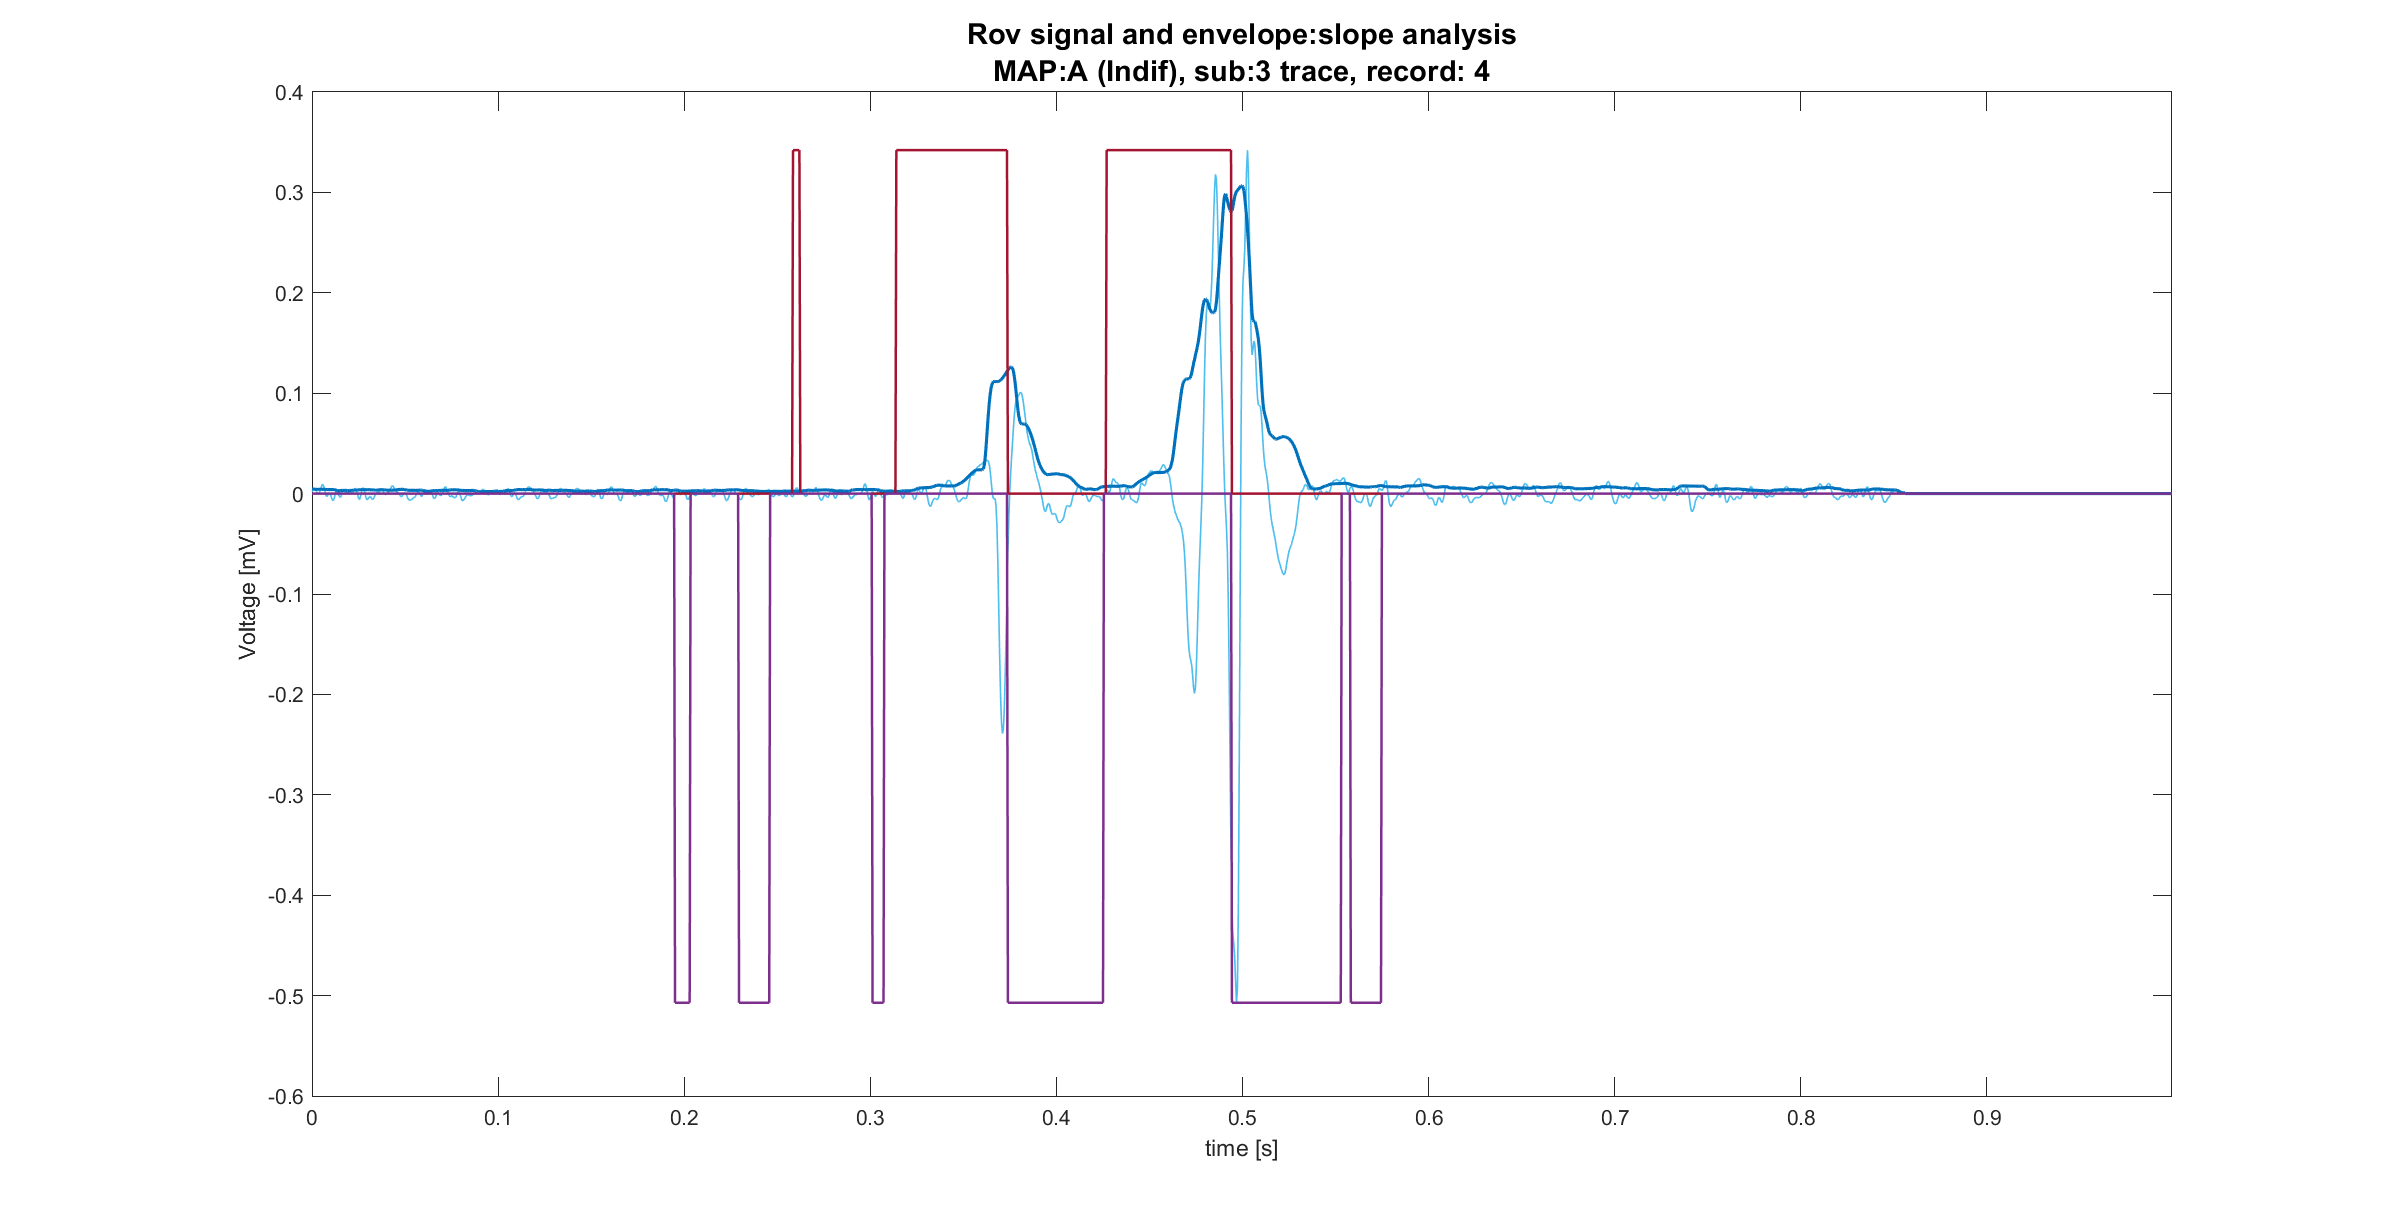 Rov signal and envelope:slope analysis
MAP:A (Indif), sub:3 trace, record: 4
0.4
0.3
0.2
0.1
0
-0.1
-0.2
-0.3
-0.4
-0.5
-0.6
Voltage [mV]
0 0.1 0.2 0.3 0.4 0.5 0.6 0.7 0.8 0.9
time [s]